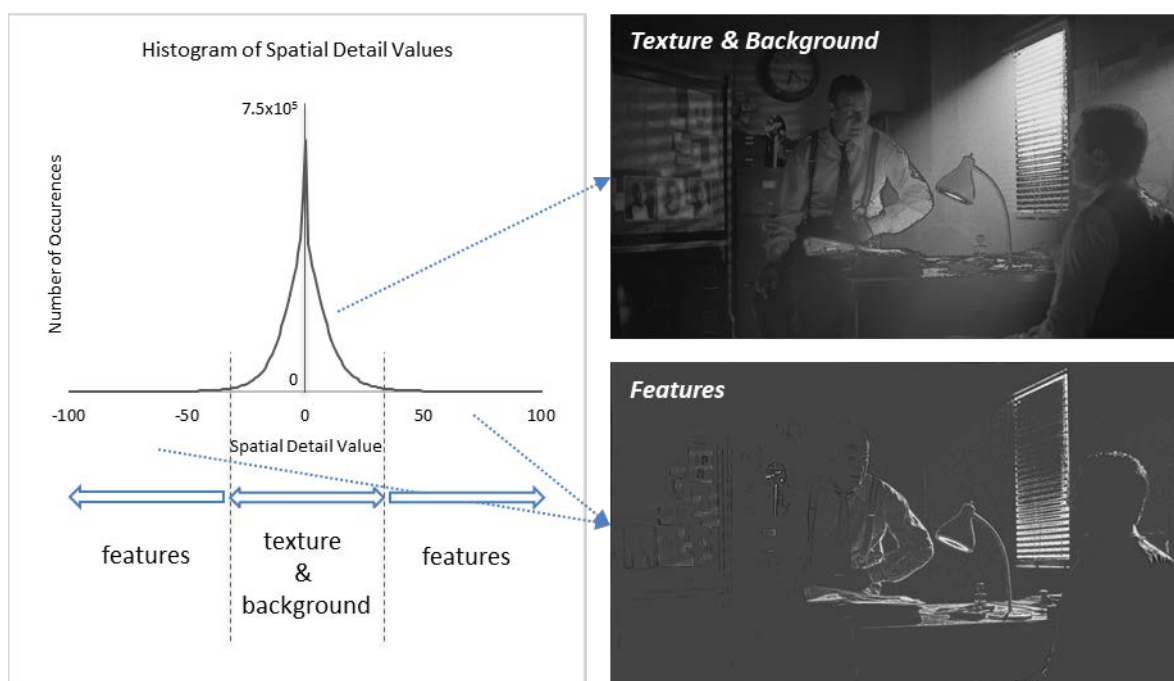 Histogram of Spatial Detail Values
7.5x10⁵
Number of Occurences
0
-100 -50 0 50 100
Spatial Detail Value
features
texture
&
background
features
Texture & Background
Features